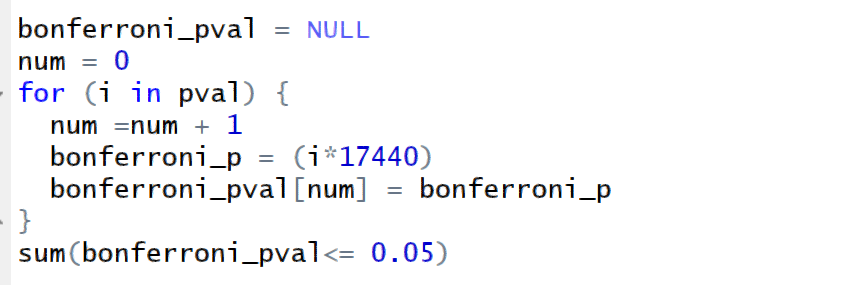 bonferroni_pval = NULL
num = 0
for (i in pval) {
  num =num + 1
  bonferroni_p = (i*17440)
  bonferroni_pval[num] = bonferroni_p
}
sum(bonferroni_pval<= 0.05)